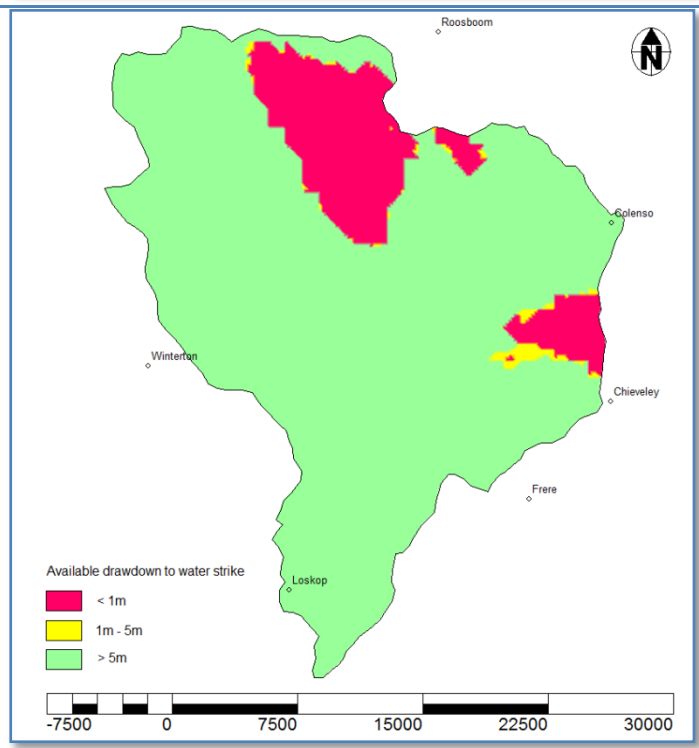 Roosboom
N
Colenso
Winterton
Chieveley
Frere
Available drawdown to water strike
< 1m
1m - 5m
> 5m
Loskop
-7500 0 7500 15000 22500 30000